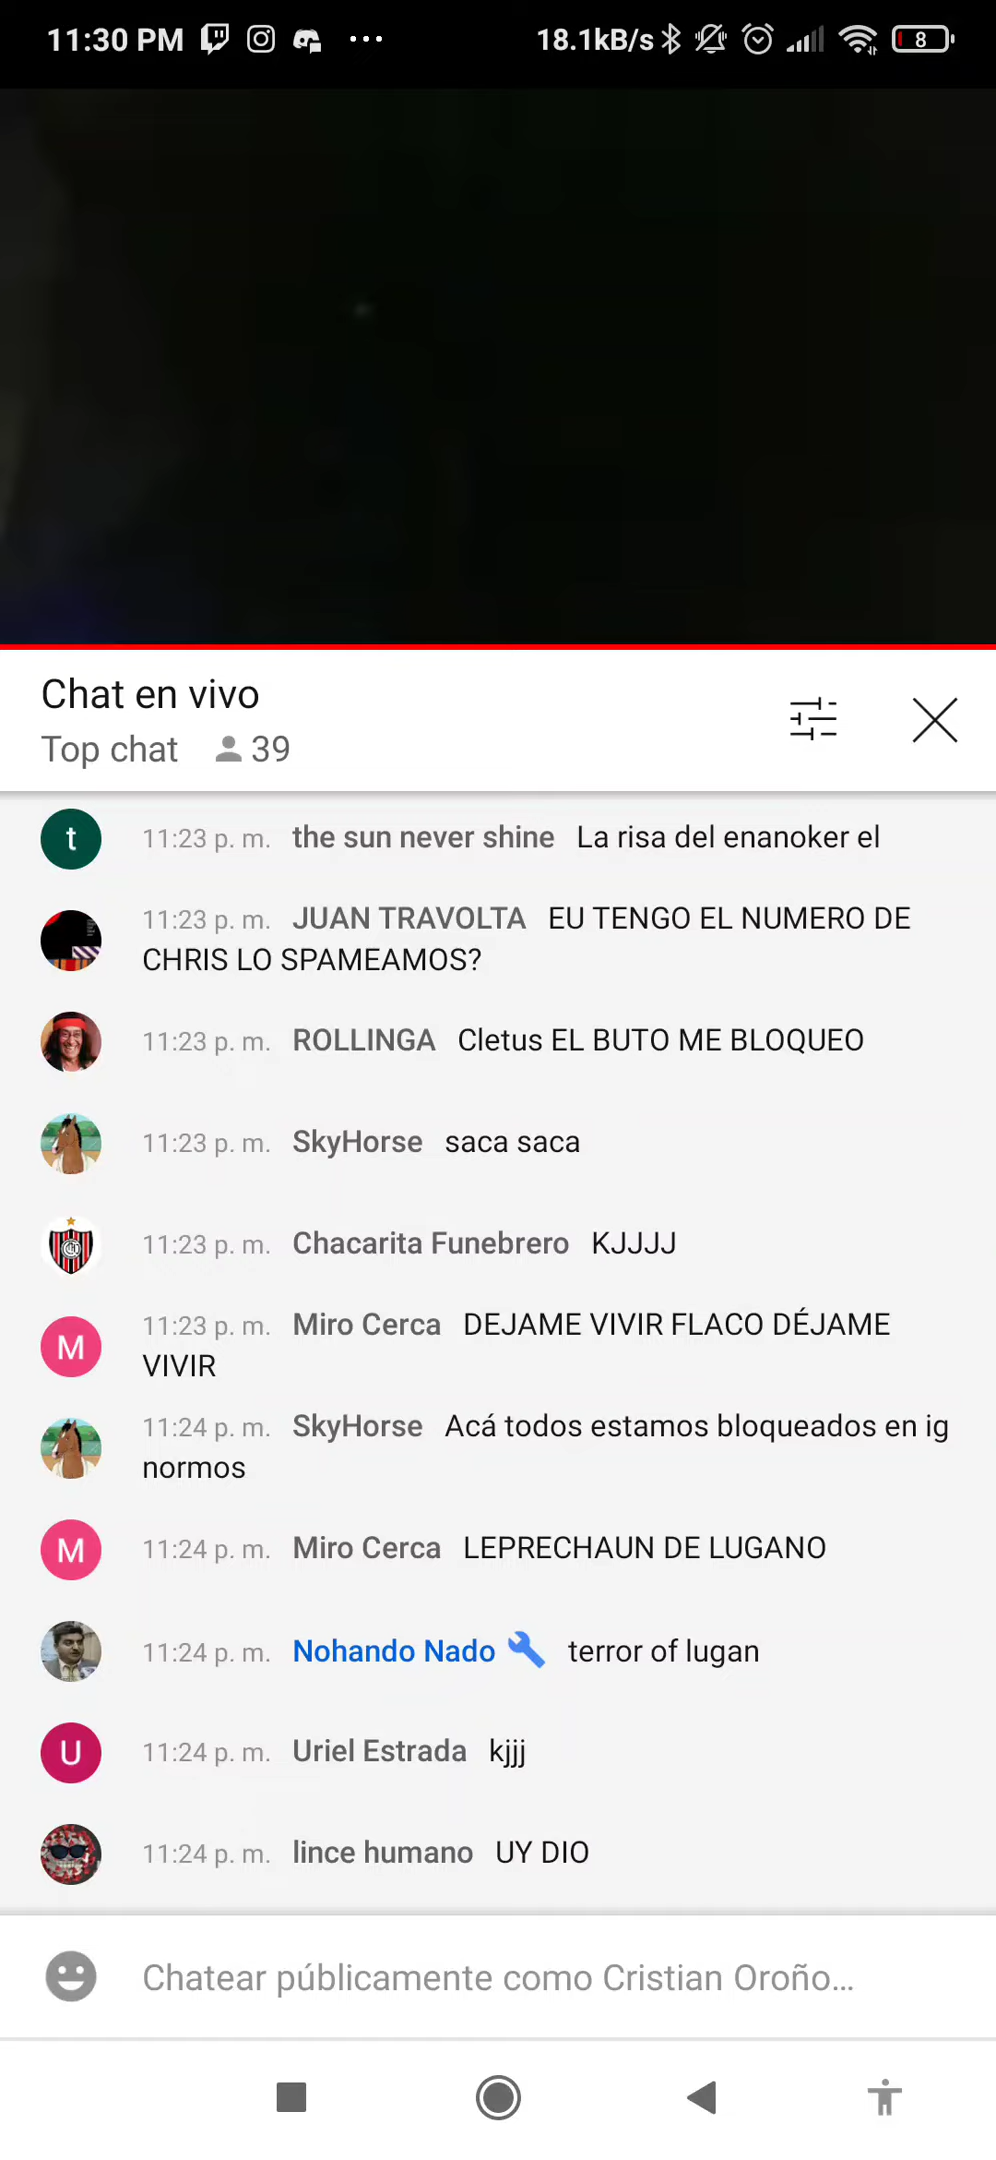 11:30 PM 18.1kB/s 8
Chat en vivo
Top chat 39
t 11:23 p. m. the sun never shine La risa del enanoker el
11:23 p. m. JUAN TRAVOLTA EU TENGO EL NUMERO DE
CHRIS LO SPAMEAMOS?
11:23 p. m. ROLLINGA Cletus EL BUTO ME BLOQUEO
11:23 p. m. SkyHorse saca saca
11:23 p. m. Chacarita Funebrero KJJJJ
M 11:23 p. m. Miro Cerca DEJAME VIVIR FLACO DÉJAME
VIVIR
11:24 p. m. SkyHorse Acá todos estamos bloqueados en ig
normos
M 11:24 p. m. Miro Cerca LEPRECHAUN DE LUGANO
11:24 p. m. Nohando Nado terror of lugan
U 11:24 p. m. Uriel Estrada kjjj
11:24 p. m. lince humano UY DIO
Chatear públicamente como Cristian Oroño...